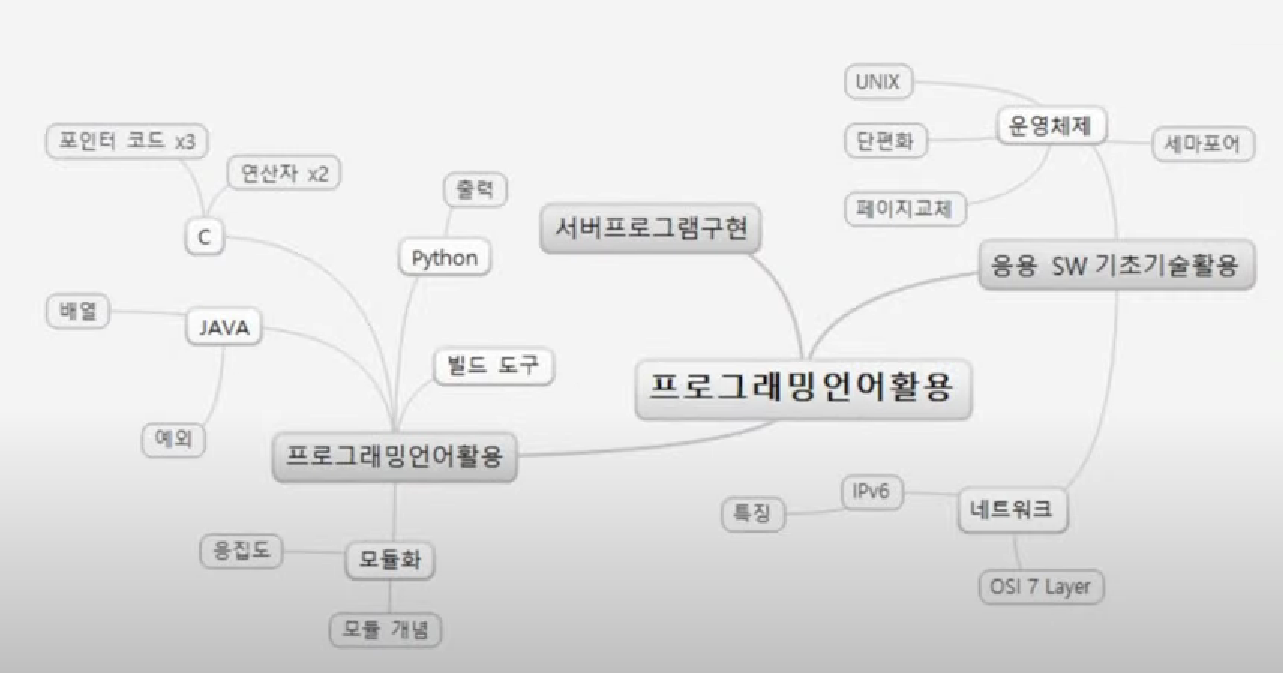 UNIX
운영체제
단편화
세마포어
페이지교체
포인터 코드 x3
연산자 x2
출력
C
Python
서버프로그램구현
응용 SW 기초기술활용
배열
JAVA
빌드 도구
프로그래밍언어활용
예외
프로그래밍언어활용
IPv6
특징
네트워크
응집도
모듈화
OSI 7 Layer
모듈 개념